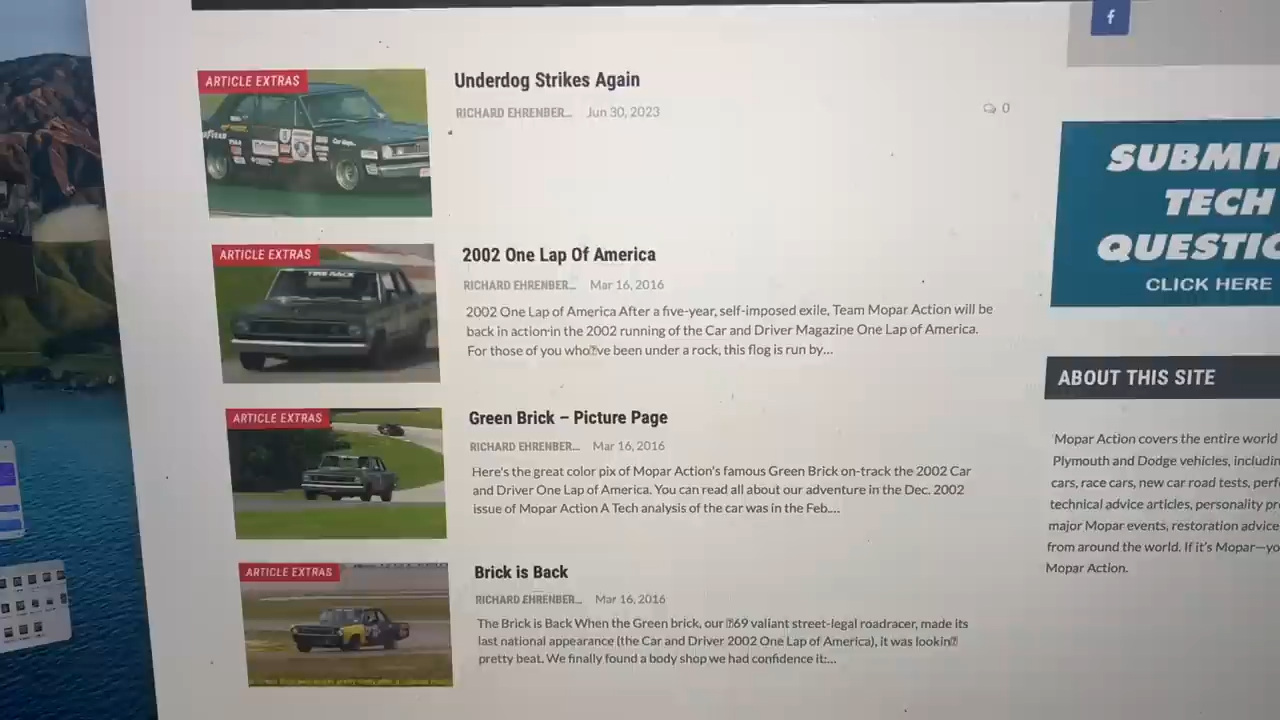 f
ARTICLE EXTRAS
Underdog Strikes Again
RICHARD EHRENBER... Jun 30, 2023
0
ARTICLE EXTRAS
2002 One Lap Of America
RICHARD EHRENBER... Mar 16, 2016
2002 One Lap of America After a five-year, self-imposed exile, Team Mopar Action will be
back in action in the 2002 running of the Car and Driver Magazine One Lap of America.
For those of you who�ve been under a rock, this flog is run by...
ARTICLE EXTRAS
Green Brick – Picture Page
RICHARD EHRENBER... Mar 16, 2016
Here's the great color pix of Mopar Action's famous Green Brick on-track the 2002 Car
and Driver One Lap of America. You can read all about our adventure in the Dec. 2002
issue of Mopar Action A Tech analysis of the car was in the Feb....
ARTICLE EXTRAS
Brick is Back
RICHARD EHRENBER... Mar 16, 2016
The Brick is Back When the Green brick, our �69 valiant street-legal roadracer, made its
last national appearance (the Car and Driver 2002 One Lap of America), it was lookin�
pretty beat. We finally found a body shop we had confidence it:...
SUBMIT
TECH
QUESTIO
CLICK HERE
ABOUT THIS SITE
Mopar Action covers the entire world
Plymouth and Dodge vehicles, includin
cars, race cars, new car road tests, perf
technical advice articles, personality pr
major Mopar events, restoration advice
from around the world. If it's Mopar—yo
Mopar Action.